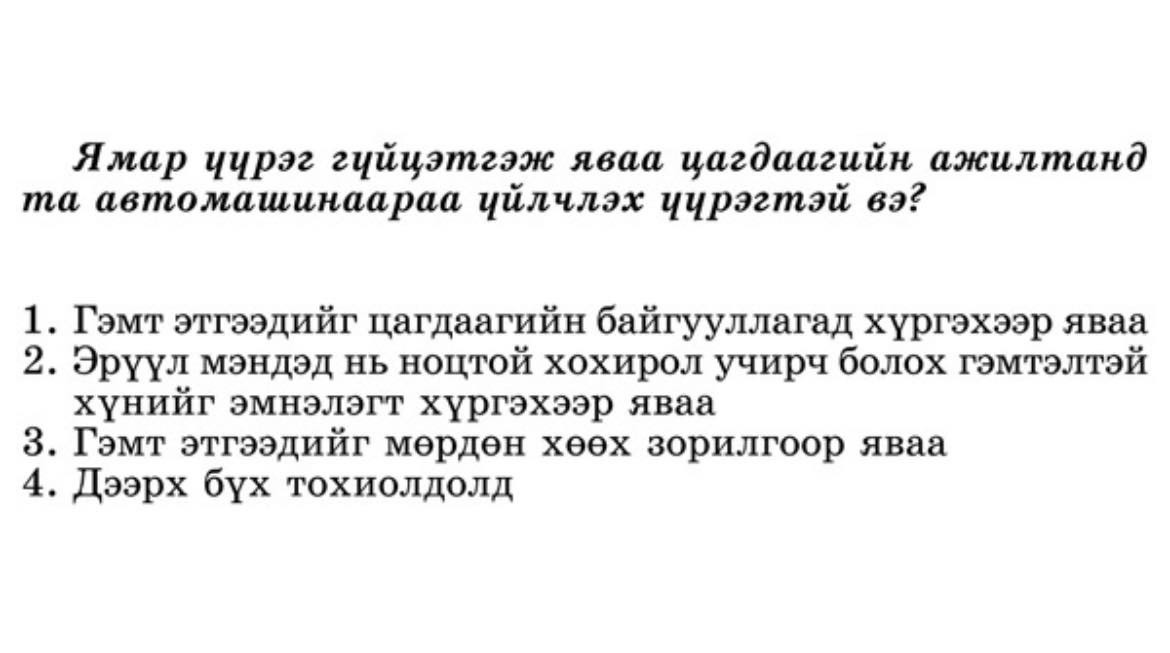 Ямар үүрэг гүйцэтгэж яваа цагдаагийн ажилтанд
та автомашинаараа үйлчлэх үүрэгтэй вэ?
1. Гэмт этгээдийг цагдаагийн байгууллагад хүргэхээр яваа
2. Эрүүл мэндэд нь ноцтой хохирол учирч болох гэмтэлтэй
хүнийг эмнэлэгт хүргэхээр яваа
3. Гэмт этгээдийг мөрдөн хөөх зорилгоор яваа
4. Дээрх бүх тохиолдолд